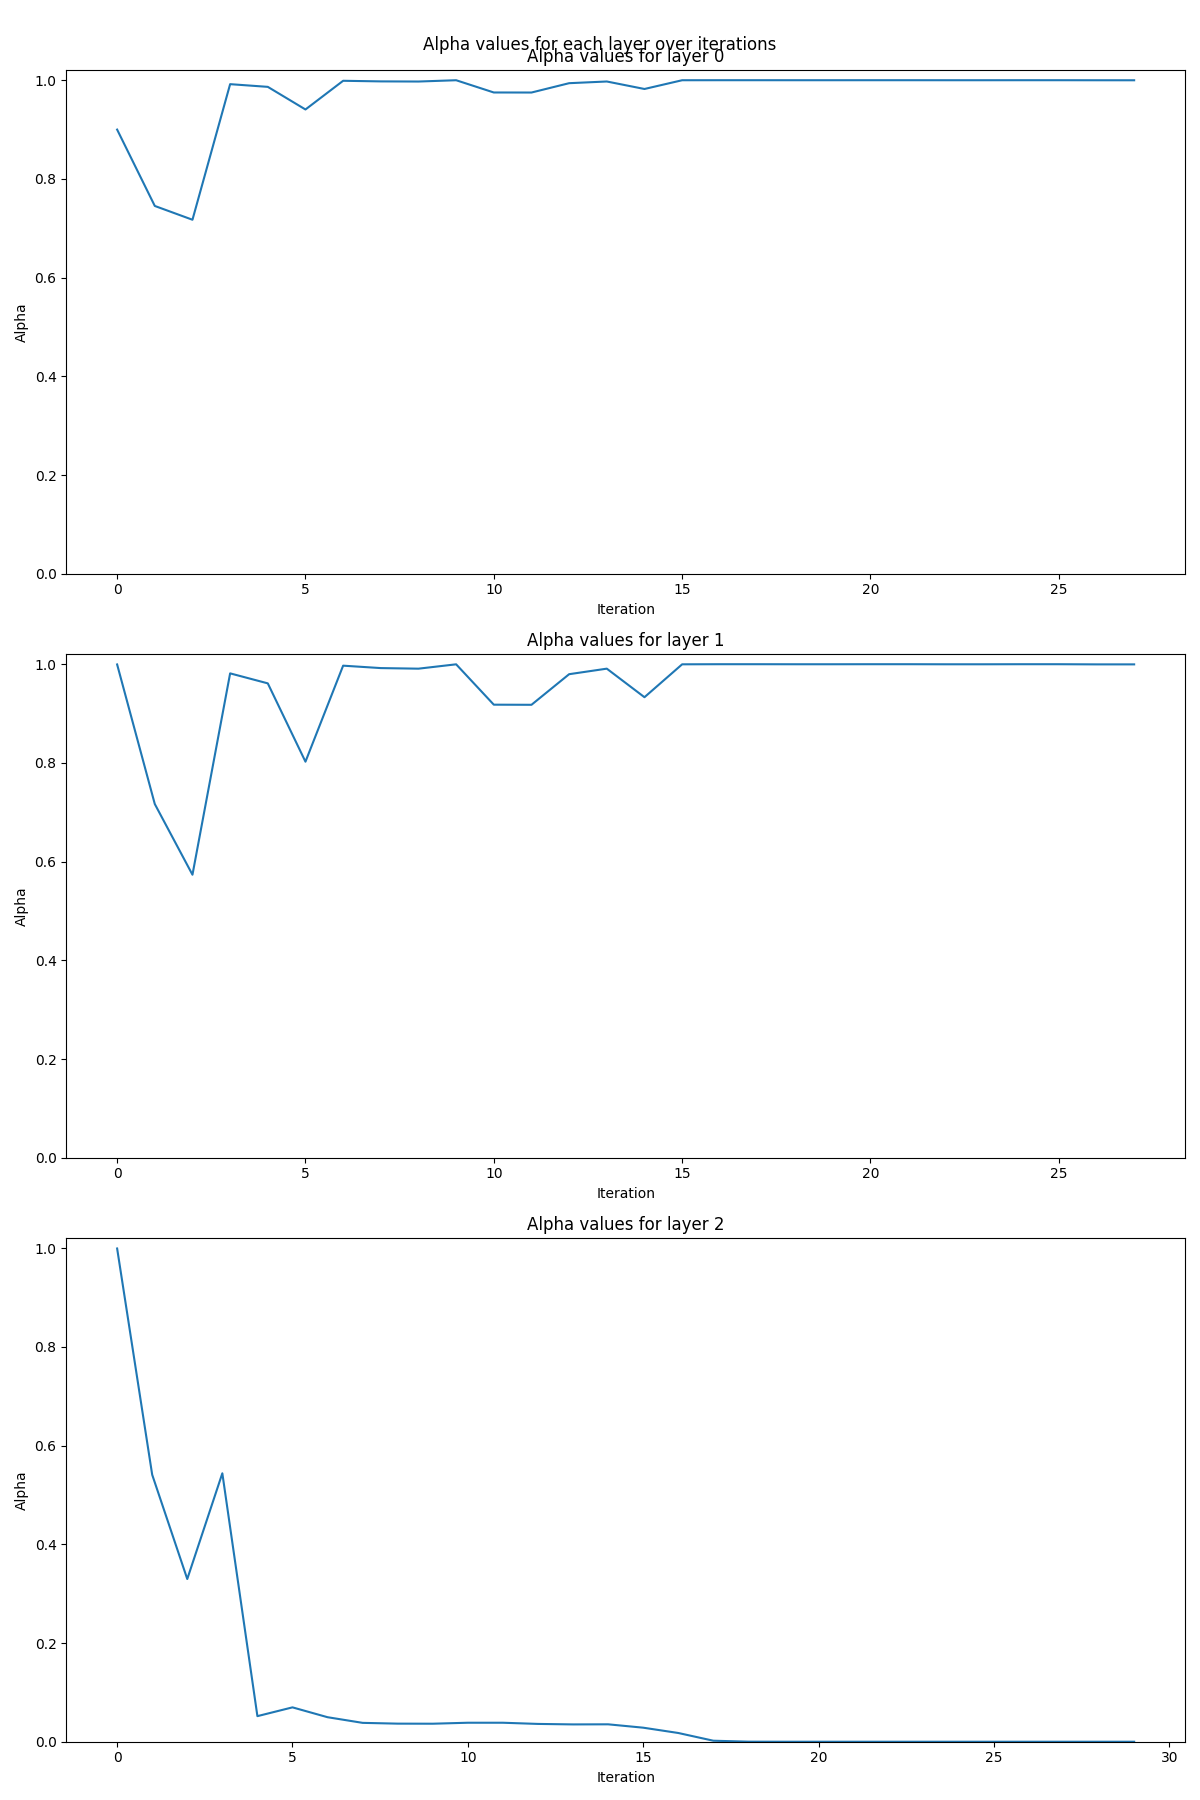 Alpha values for each layer over iterations
Alpha values for layer 0
1.0
0.8
0.6
0.4
0.2
0.0
Alpha
0 5 10 15 20 25
Iteration
Alpha values for layer 1
1.0
0.8
0.6
0.4
0.2
0.0
Alpha
0 5 10 15 20 25
Iteration
Alpha values for layer 2
1.0
0.8
0.6
0.4
0.2
0.0
Alpha
0 5 10 15 20 25 30
Iteration